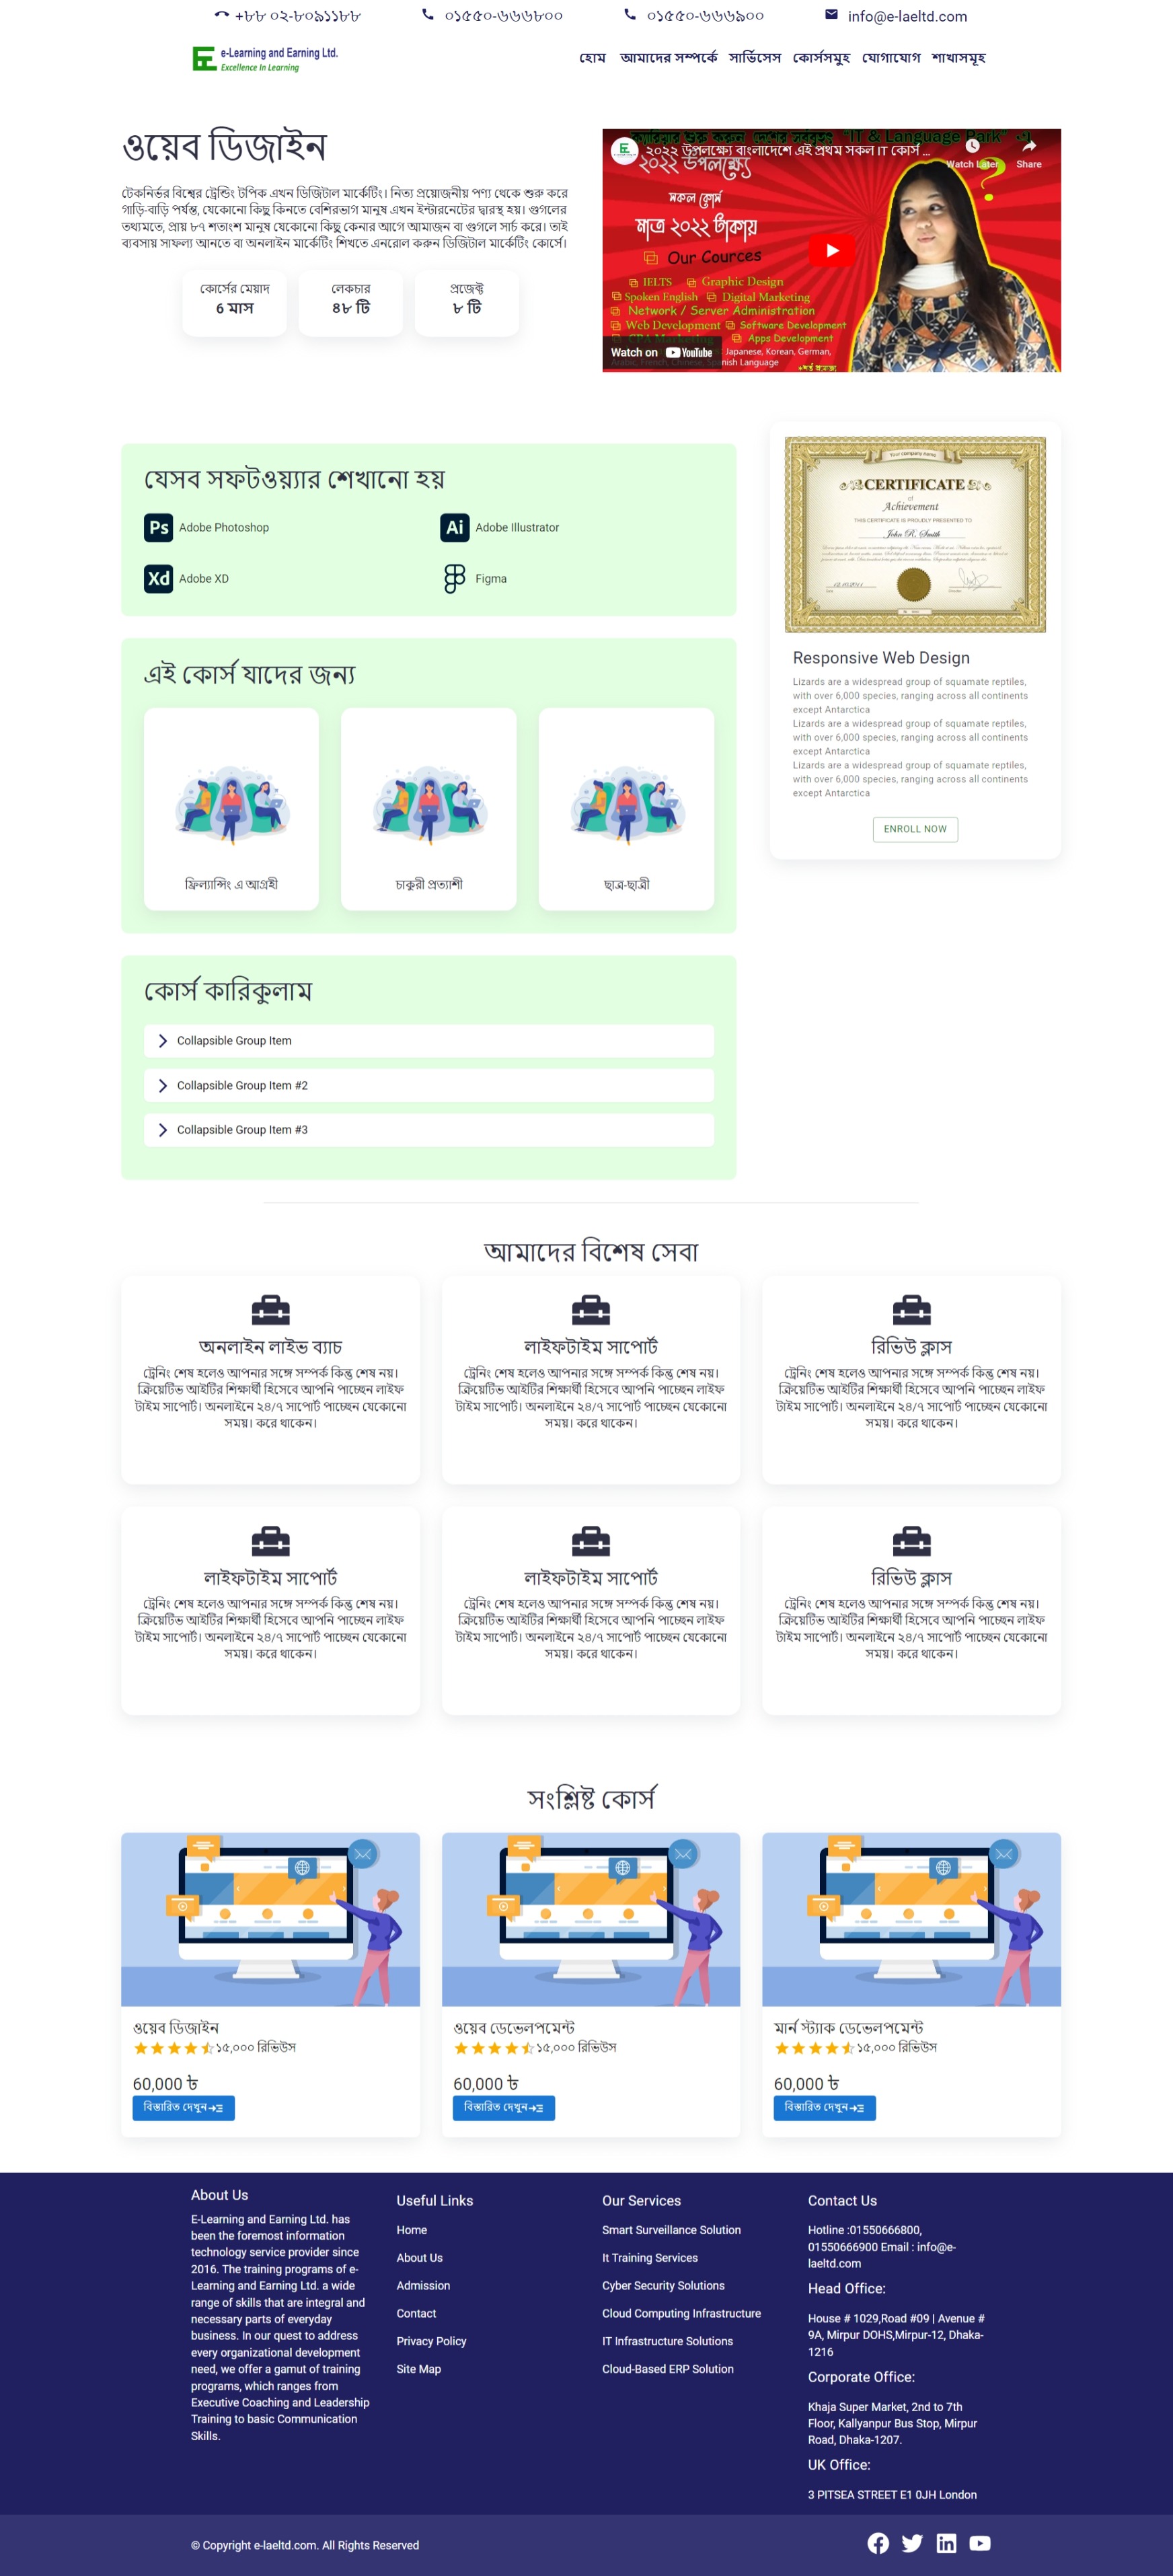 +৮৮ ০২-৮০৯১১৮৮
০১৫৫০-৬৬৬৮০০
০১৫৫০-৬৬৬৯০০
info@e-laeltd.com
e-Learning and Earning Ltd.
Excellence In Learning
হোম আমাদের সম্পর্কে সার্ভিসেস কোর্সসমুহ যোগাযোগ শাখাসমূহ
ওয়েব ডিজাইন
টেকনির্ভর বিশ্বের ট্রেন্ডিং টপিক এখন ডিজিটাল মার্কেটিং। নিত্য প্রয়োজনীয় পণ্য থেকে শুরু করে
গাড়ি-বাড়ি পর্যন্ত, যেকোনো কিছু কিনতে বেশিরভাগ মানুষ এখন ইন্টারনেটের দ্বারস্থ হয়। গুগলের
তথ্যমতে, প্রায় ৮৭ শতাংশ মানুষ যেকোনো কিছু কেনার আগে আমাজন বা গুগলে সার্চ করে। তাই
ব্যবসায় সাফল্য আনতে বা অনলাইন মার্কেটিং শিখতে এনরোল করুন ডিজিটাল মার্কেটিং কোর্সে।
কোর্সের মেয়াদ
6 মাস
লেকচার
৪৮ টি
প্রজেক্ট
৮ টি
"IT & Language Park"
২০২২ উপলক্ষ্যে বাংলাদেশে এই প্রথম সকল IT কোর্স ...
Watch Later
Share
২০২২ উপলক্ষ্যে
সকল কোর্স
মাত্র ২০২২ টাকায়
Our Cources
IELTS Graphic Design
Spoken English Digital Marketing
Network / Server Administration
Web Development Software Development
CPA Marketing Apps Development
Watch on YouTube
Japanese, Korean, German,
Spanish Language
যেসব সফটওয়্যার শেখানো হয়
Ps Adobe Photoshop
Ai Adobe Illustrator
Xd Adobe XD
Figma
Your company name
CERTIFICATE
of
Achievement
THIS CERTIFICATE IS PROUDLY PRESENTED TO
John R. Smith
Responsive Web Design
Lizards are a widespread group of squamate reptiles,
with over 6,000 species, ranging across all continents
except Antarctica
Lizards are a widespread group of squamate reptiles,
with over 6,000 species, ranging across all continents
except Antarctica
Lizards are a widespread group of squamate reptiles,
with over 6,000 species, ranging across all continents
except Antarctica
ENROLL NOW
এই কোর্স যাদের জন্য
ফ্রিল্যান্সিং এ আগ্রহী
চাকুরী প্রত্যাশী
ছাত্র-ছাত্রী
কোর্স কারিকুলাম
Collapsible Group Item
Collapsible Group Item #2
Collapsible Group Item #3
আমাদের বিশেষ সেবা
অনলাইন লাইভ ব্যাচ
ট্রেনিং শেষ হলেও আপনার সঙ্গে সম্পর্ক কিন্তু শেষ নয়।
ক্রিয়েটিভ আইটির শিক্ষার্থী হিসেবে আপনি পাচ্ছেন লাইফ
টাইম সাপোর্ট। অনলাইনে ২৪/৭ সাপোর্ট পাচ্ছেন যেকোনো
সময়। করে থাকেন।
লাইফটাইম সাপোর্ট
ট্রেনিং শেষ হলেও আপনার সঙ্গে সম্পর্ক কিন্তু শেষ নয়।
ক্রিয়েটিভ আইটির শিক্ষার্থী হিসেবে আপনি পাচ্ছেন লাইফ
টাইম সাপোর্ট। অনলাইনে ২৪/৭ সাপোর্ট পাচ্ছেন যেকোনো
সময়। করে থাকেন।
রিভিউ ক্লাস
ট্রেনিং শেষ হলেও আপনার সঙ্গে সম্পর্ক কিন্তু শেষ নয়।
ক্রিয়েটিভ আইটির শিক্ষার্থী হিসেবে আপনি পাচ্ছেন লাইফ
টাইম সাপোর্ট। অনলাইনে ২৪/৭ সাপোর্ট পাচ্ছেন যেকোনো
সময়। করে থাকেন।
লাইফটাইম সাপোর্ট
ট্রেনিং শেষ হলেও আপনার সঙ্গে সম্পর্ক কিন্তু শেষ নয়।
ক্রিয়েটিভ আইটির শিক্ষার্থী হিসেবে আপনি পাচ্ছেন লাইফ
টাইম সাপোর্ট। অনলাইনে ২৪/৭ সাপোর্ট পাচ্ছেন যেকোনো
সময়। করে থাকেন।
লাইফটাইম সাপোর্ট
ট্রেনিং শেষ হলেও আপনার সঙ্গে সম্পর্ক কিন্তু শেষ নয়।
ক্রিয়েটিভ আইটির শিক্ষার্থী হিসেবে আপনি পাচ্ছেন লাইফ
টাইম সাপোর্ট। অনলাইনে ২৪/৭ সাপোর্ট পাচ্ছেন যেকোনো
সময়। করে থাকেন।
রিভিউ ক্লাস
ট্রেনিং শেষ হলেও আপনার সঙ্গে সম্পর্ক কিন্তু শেষ নয়।
ক্রিয়েটিভ আইটির শিক্ষার্থী হিসেবে আপনি পাচ্ছেন লাইফ
টাইম সাপোর্ট। অনলাইনে ২৪/৭ সাপোর্ট পাচ্ছেন যেকোনো
সময়। করে থাকেন।
সংশ্লিষ্ট কোর্স
ওয়েব ডিজাইন
১৫,০০০ রিভিউস
60,000 ৳
বিস্তারিত দেখুন
ওয়েব ডেভেলপমেন্ট
১৫,০০০ রিভিউস
60,000 ৳
বিস্তারিত দেখুন
মার্ন স্ট্যাক ডেভেলপমেন্ট
১৫,০০০ রিভিউস
60,000 ৳
বিস্তারিত দেখুন
About Us
E-Learning and Earning Ltd. has
been the foremost information
technology service provider since
2016. The training programs of e-
Learning and Earning Ltd. a wide
range of skills that are integral and
necessary parts of everyday
business. In our quest to address
every organizational development
need, we offer a gamut of training
programs, which ranges from
Executive Coaching and Leadership
Training to basic Communication
Skills.
Useful Links
Home
About Us
Admission
Contact
Privacy Policy
Site Map
Our Services
Smart Surveillance Solution
It Training Services
Cyber Security Solutions
Cloud Computing Infrastructure
IT Infrastructure Solutions
Cloud-Based ERP Solution
Contact Us
Hotline :01550666800,
01550666900 Email : info@e-
laeltd.com
Head Office:
House # 1029,Road #09 | Avenue #
9A, Mirpur DOHS,Mirpur-12, Dhaka-
1216
Corporate Office:
Khaja Super Market, 2nd to 7th
Floor, Kallyanpur Bus Stop, Mirpur
Road, Dhaka-1207.
UK Office:
3 PITSEA STREET E1 0JH London
© Copyright e-laeltd.com. All Rights Reserved